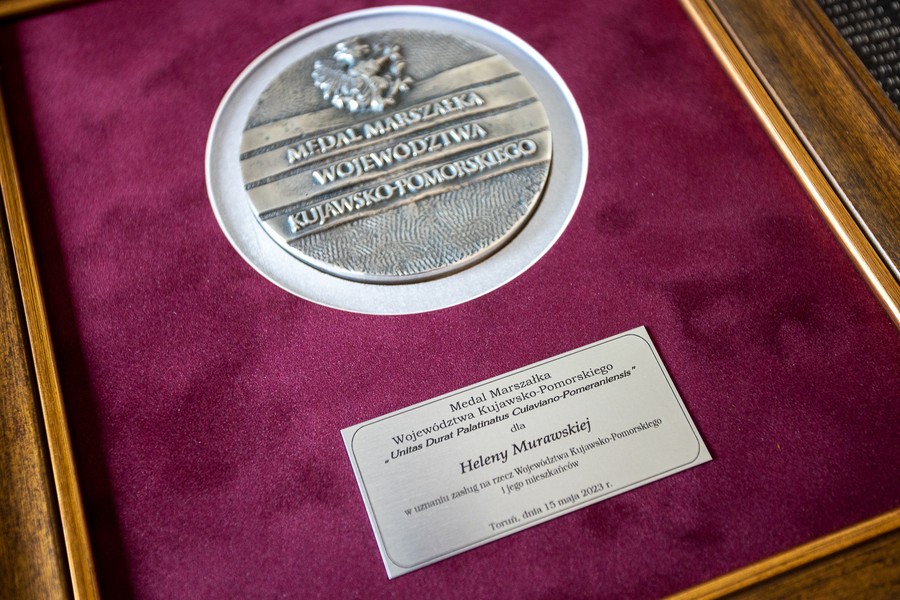 MEDAL MARSZAŁKA
WOJEWÓDZTWA
KUJAWSKO-POMORSKIEGO
Medal Marszałka
Województwa Kujawsko-Pomorskiego
„Unitas Durat Palatinatus Cuiaviano-Pomeraniensis"
dla
Heleny Murawskiej
w uznaniu zasług na rzecz Województwa Kujawsko-Pomorskiego
i jego mieszkańców
Toruń, dnia 15 maja 2023 r.